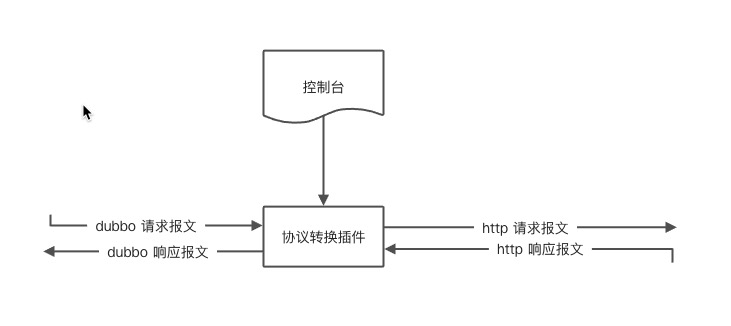 控制台
dubbo 请求报文
协议转换插件
http 请求报文
dubbo 响应报文
http 响应报文